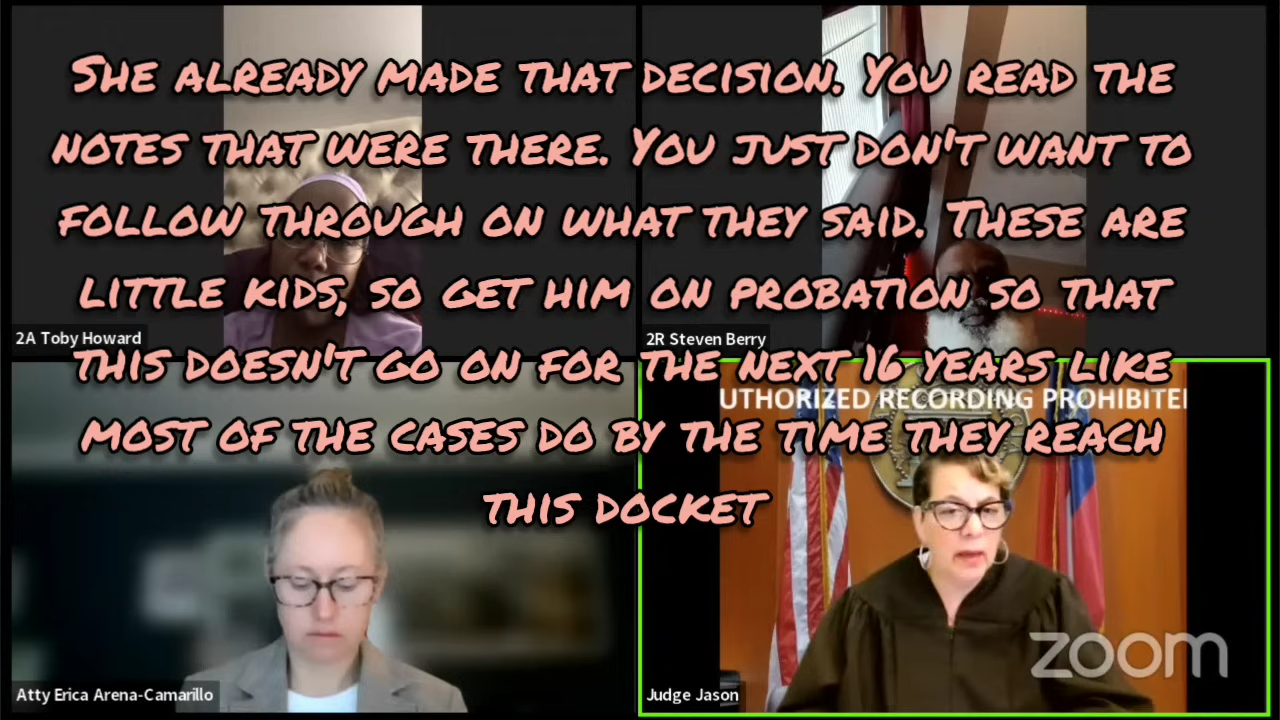 She already made that decision. You read the
notes that were there. You just don't want to
follow through on what they said. These are
little kids, so get him on probation so that
2A Toby Howard
2R Steven Berry
this doesn't go on for the next 16 years like
UTHORIZED RECORDING PROHIBITE
most of the cases do by the time they reach
this docket
zoom
Atty Erica Arena-Camarillo
Judge Jason